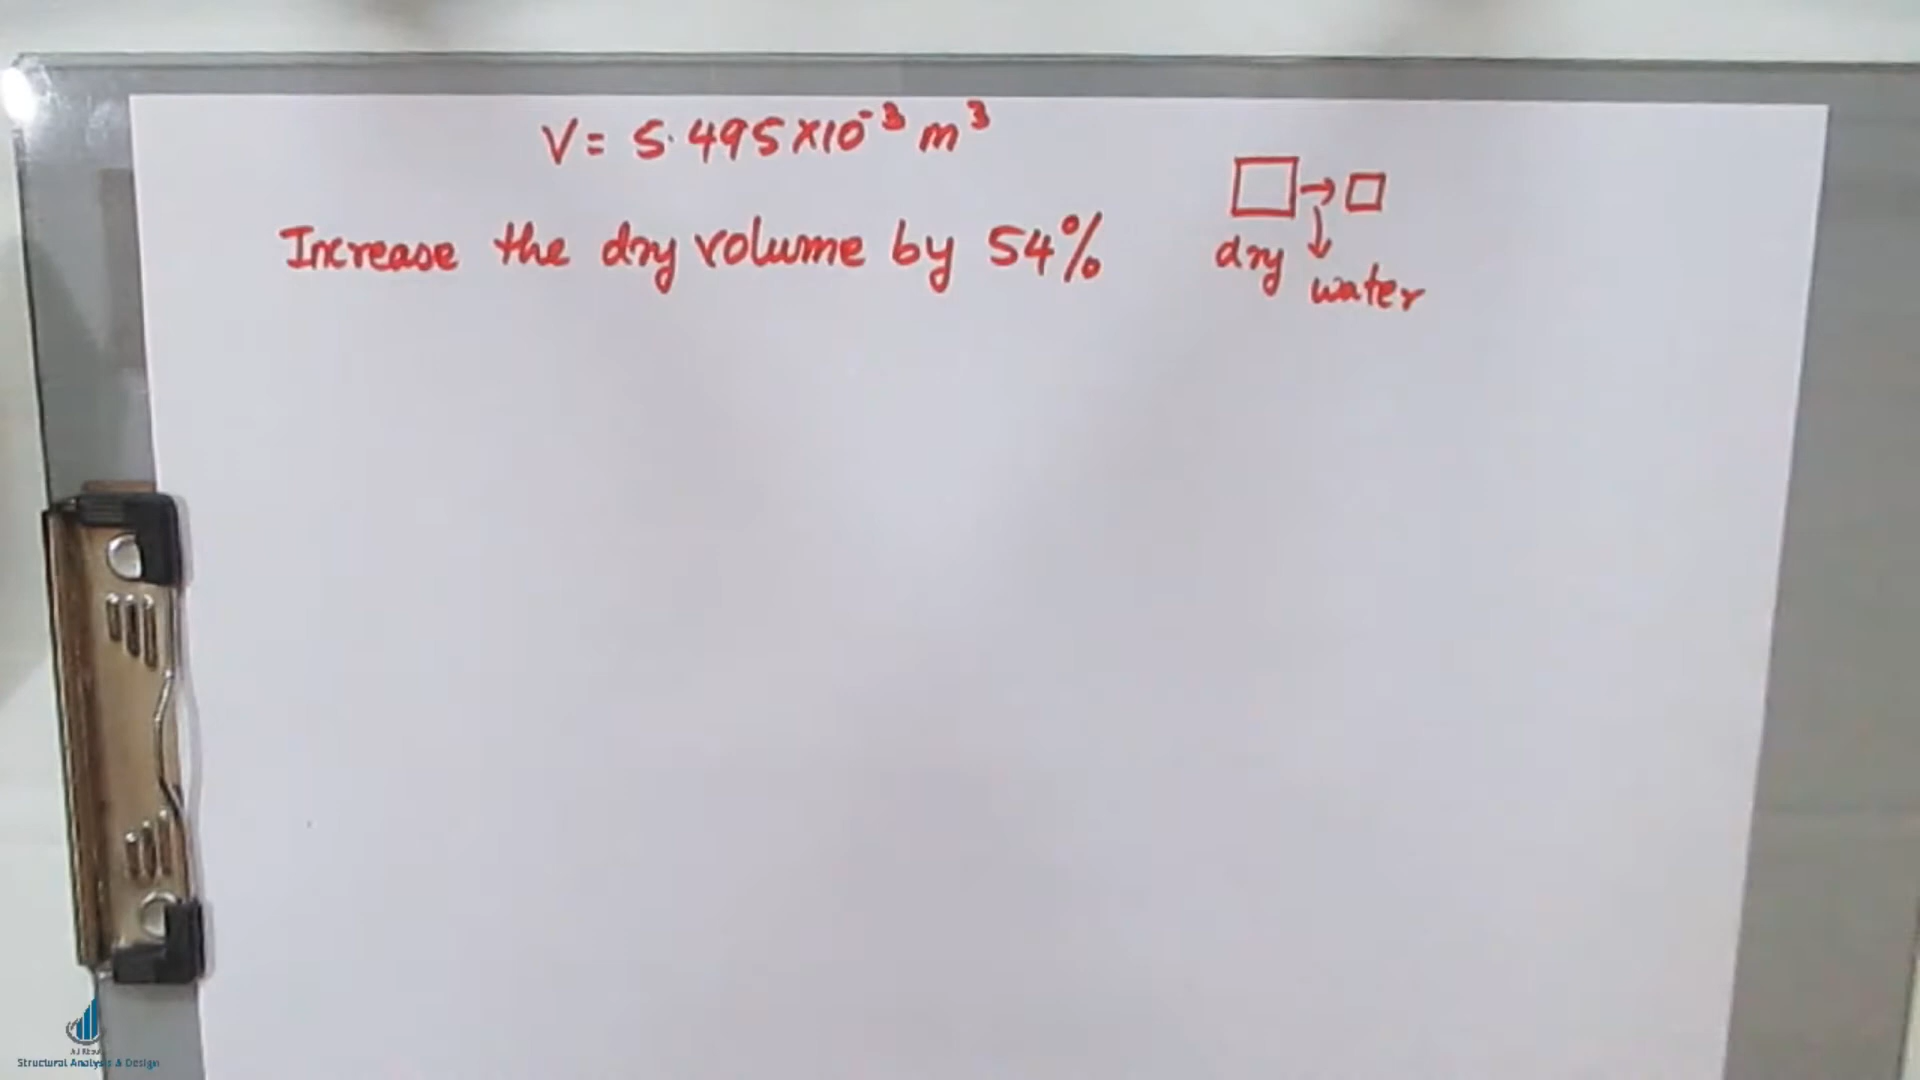 V = 5.495×10⁻³ m³
Increase the dry volume by 54%
dry
water
Structural Analysis & Design